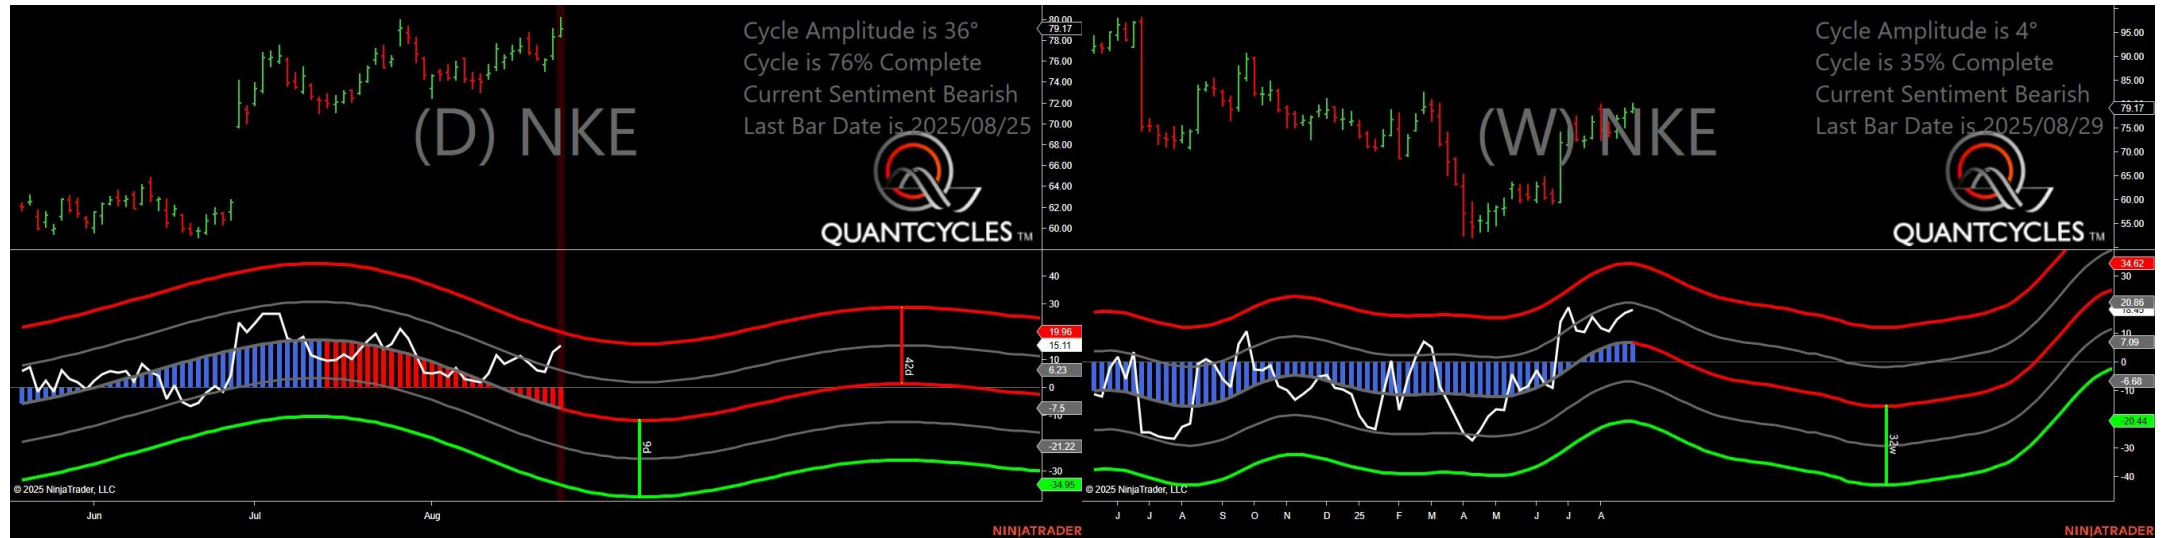 Cycle Amplitude is 36°
Cycle is 76% Complete
Current Sentiment Bearish
Last Bar Date is 2025/08/25
(D) NKE
QUANTCYCLES TM
80.00
79.17
78.00
76.00
74.00
72.00
70.00
68.00
66.00
64.00
62.00
60.00
40
30
19.96
15.11
10
6.23
0
-7.5
-10
-21.22
-30
-34.95
9d
42d
© 2025 NinjaTrader, LLC
Jun Jul Aug
NINJATRADER
Cycle Amplitude is 4°
Cycle is 35% Complete
Current Sentiment Bearish
Last Bar Date is 2025/08/29
(W) NKE
QUANTCYCLES TM
95.00
90.00
85.00
79.17
75.00
70.00
65.00
60.00
55.00
34.62
30
20.86
18.45
10
7.09
0
-6.68
-10
-20.44
-30
-40
32w
© 2025 NinjaTrader, LLC
J J A S O N D 25 F M A M J J A
NINJATRADER